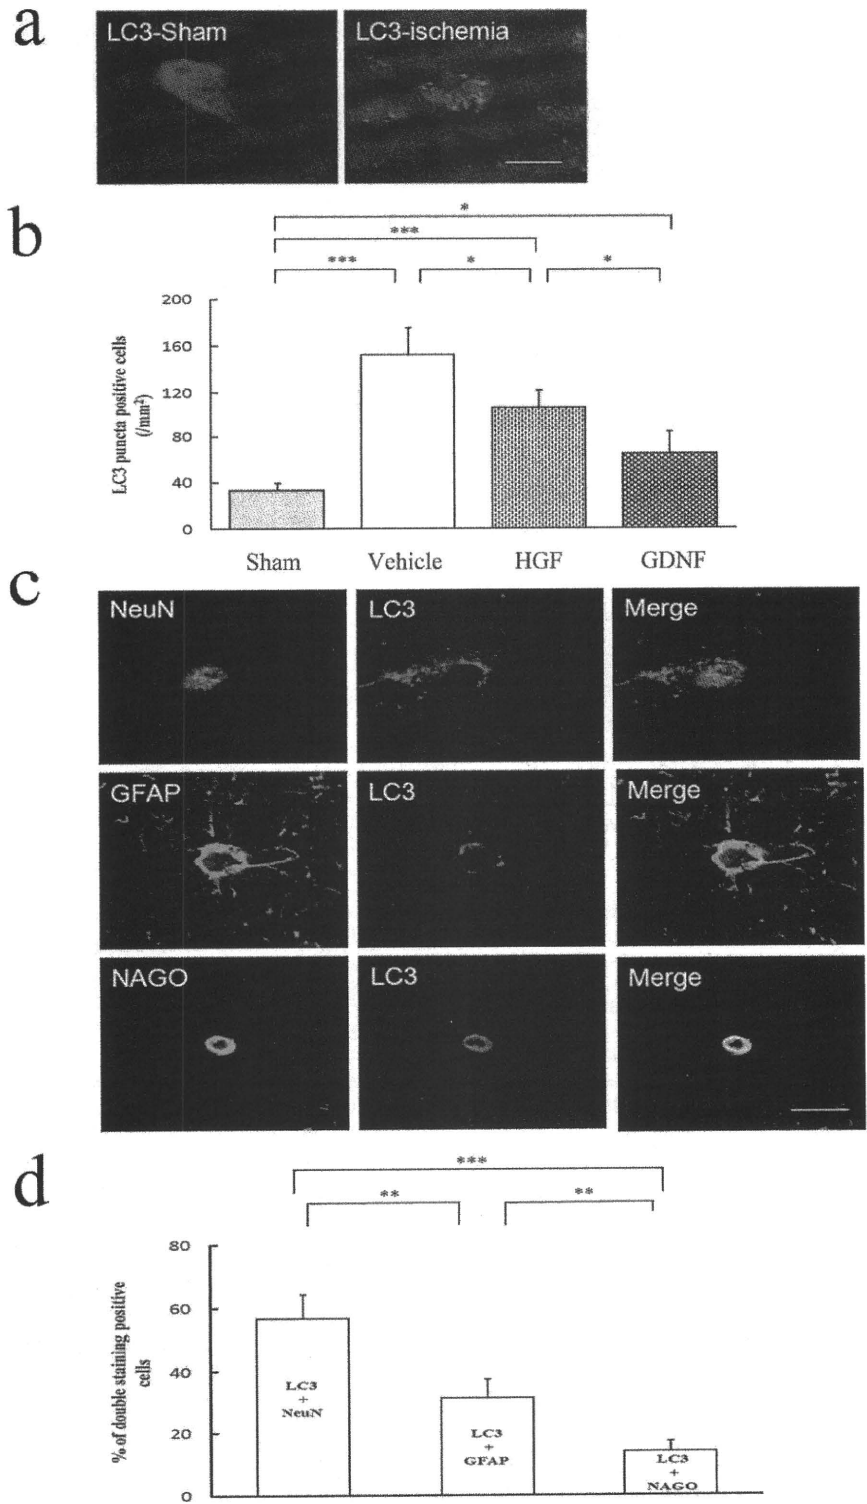 a
LC3-Sham
LC3-ischemia
b
*
***
***
*
*
LC3 puncta positive cells
(/mm²)
200
160
120
80
40
0
Sham
Vehicle
HGF
GDNF
c
NeuN
LC3
Merge
GFAP
LC3
Merge
NAGO
LC3
Merge
d
***
**
**
% of double staining positive
cells
80
60
40
20
0
LC3
+
NeuN
LC3
+
GFAP
LC3
+
NAGO